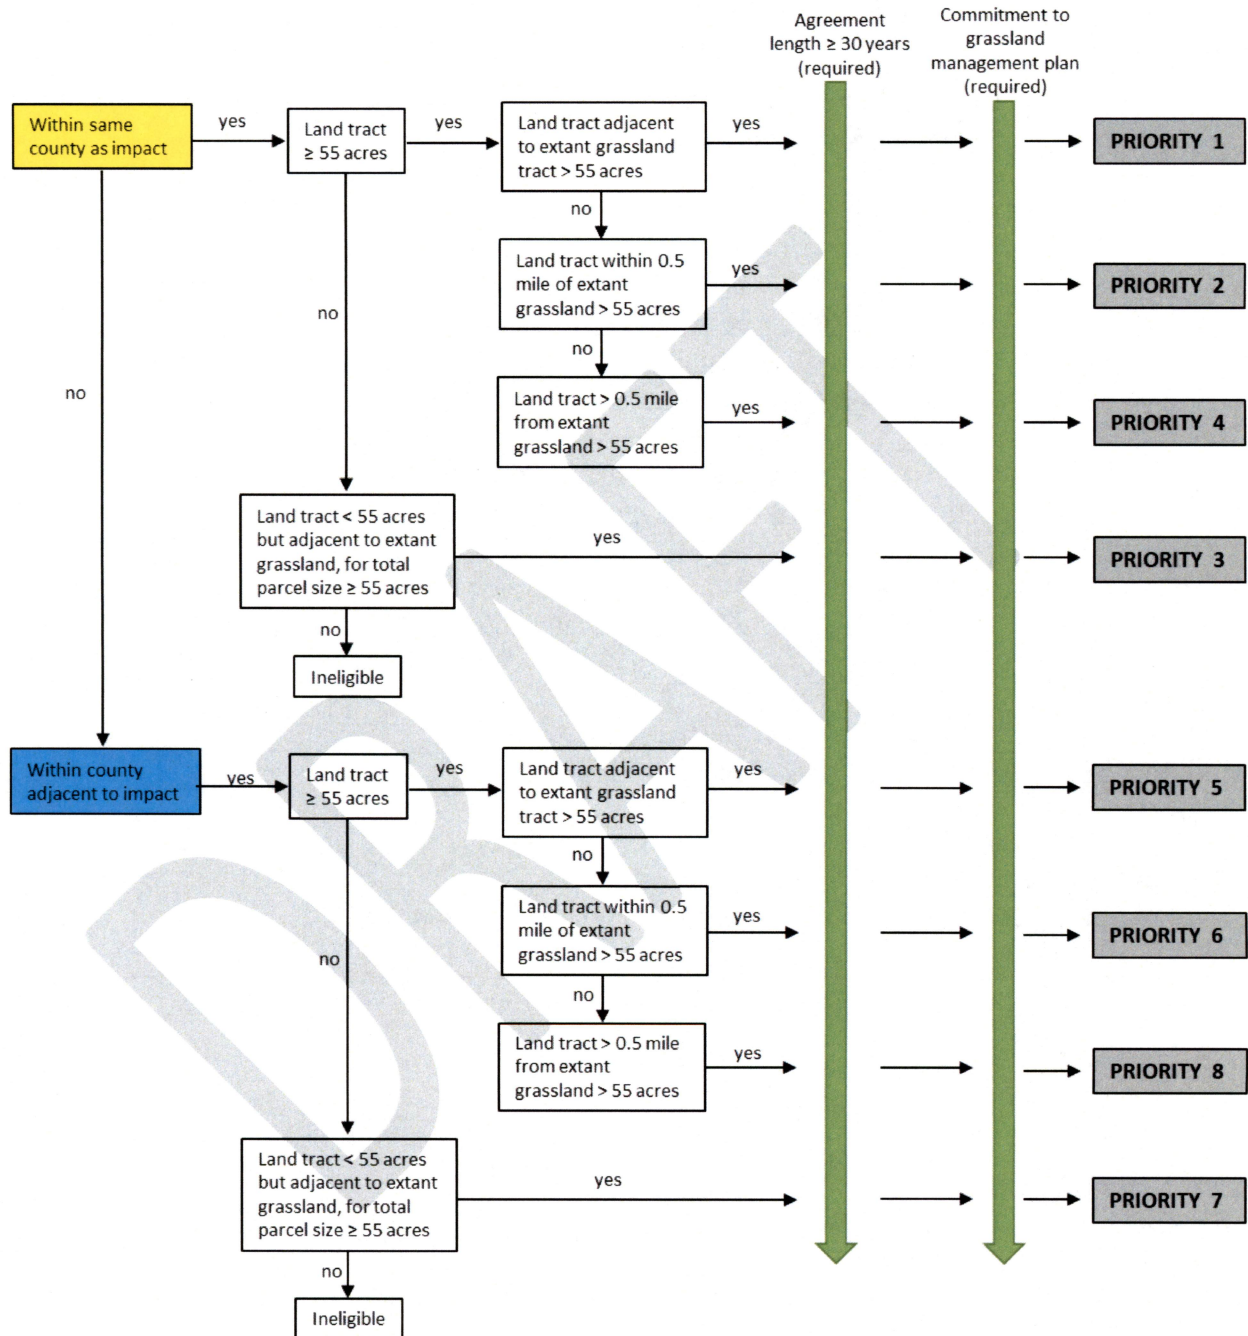 Agreement
length ≥ 30 years
(required)
Commitment to
grassland
management plan
(required)
Within same
county as impact
yes
Land tract
≥ 55 acres
yes
Land tract adjacent
to extant grassland
tract > 55 acres
yes
PRIORITY 1
no
Land tract within 0.5
mile of extant
grassland > 55 acres
yes
PRIORITY 2
no
no
no
Land tract > 0.5 mile
from extant
grassland > 55 acres
yes
PRIORITY 4
Land tract < 55 acres
but adjacent to extant
grassland, for total
parcel size ≥ 55 acres
yes
PRIORITY 3
no
Ineligible
Within county
adjacent to impact
yes
Land tract
≥ 55 acres
yes
Land tract adjacent
to extant grassland
tract > 55 acres
yes
PRIORITY 5
no
Land tract within 0.5
mile of extant
grassland > 55 acres
yes
PRIORITY 6
no
no
Land tract > 0.5 mile
from extant
grassland > 55 acres
yes
PRIORITY 8
Land tract < 55 acres
but adjacent to extant
grassland, for total
parcel size ≥ 55 acres
yes
PRIORITY 7
no
Ineligible
DRAFT